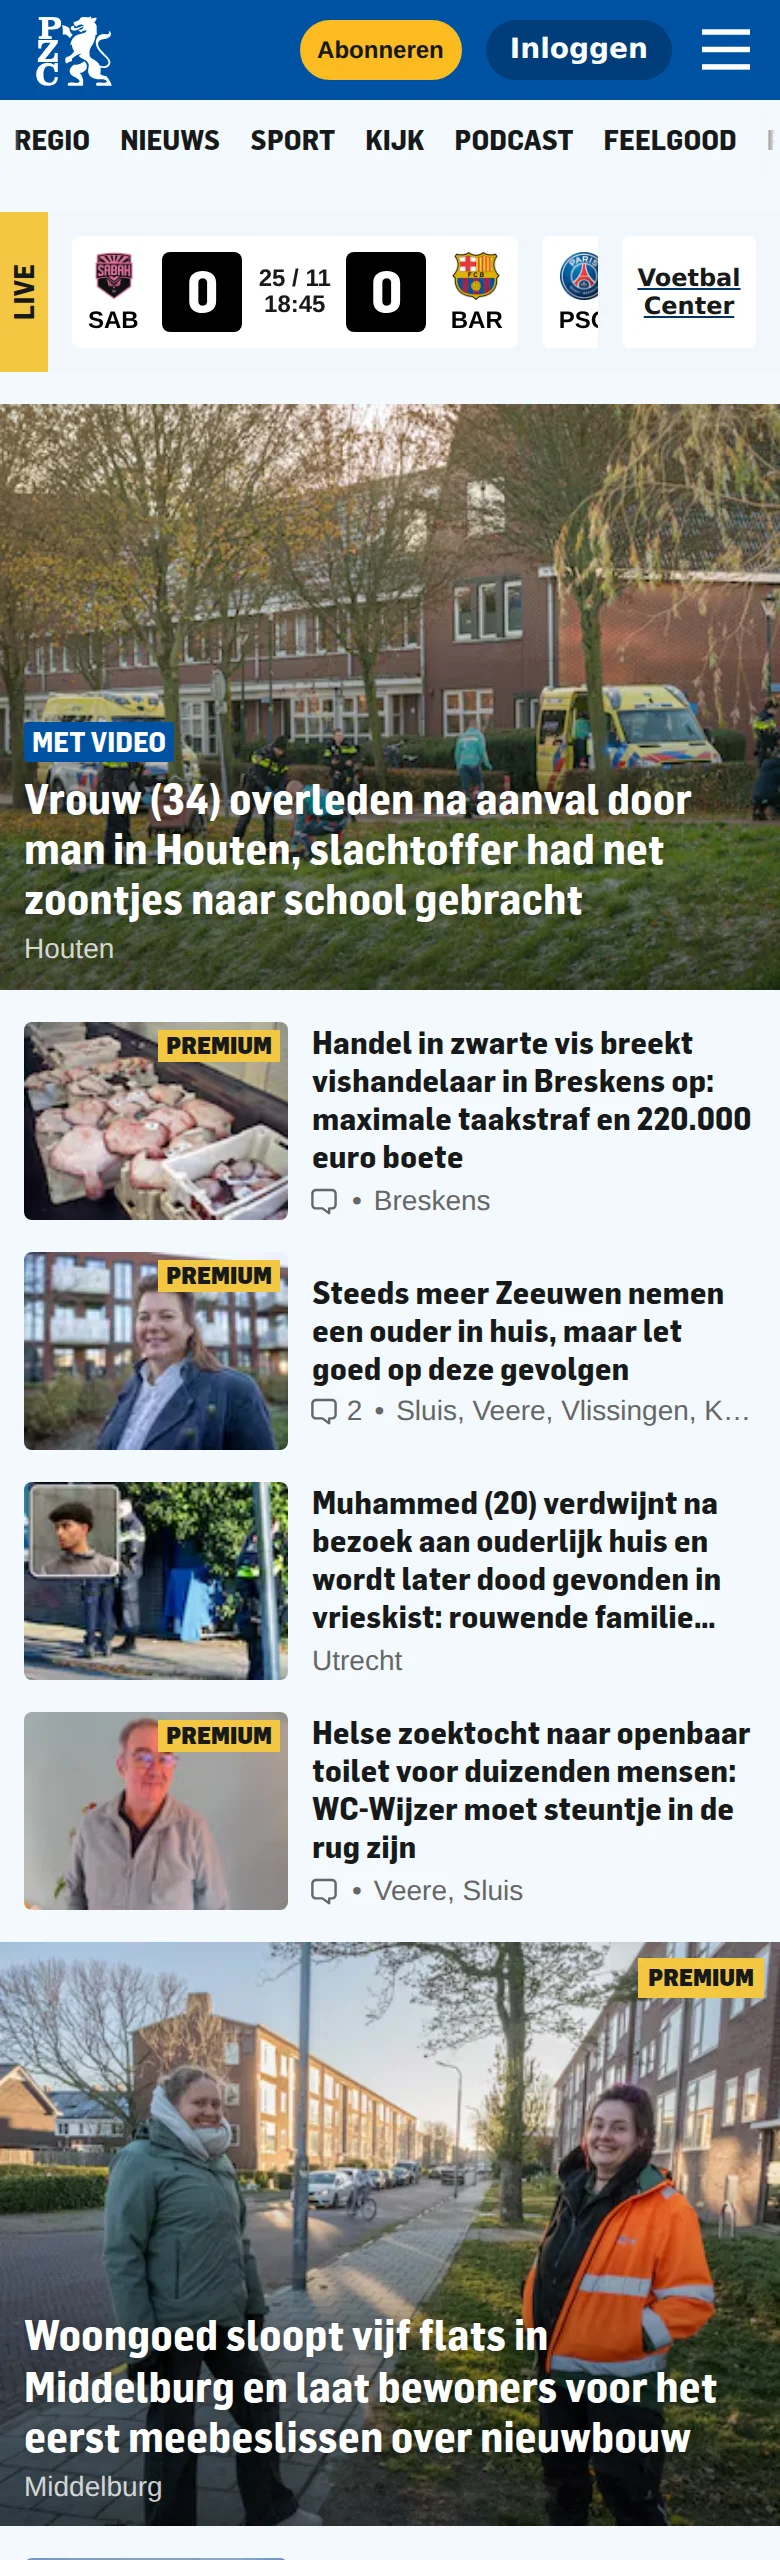 PZC
Abonneren
Inloggen
REGIO NIEUWS SPORT KIJK PODCAST FEELGOOD
LIVE
SABAH
SAB
0
25 / 11
18:45
0
FCB
BAR
PARIS
PSG
Voetbal
Center
MET VIDEO
Vrouw (34) overleden na aanval door
man in Houten, slachtoffer had net
zoontjes naar school gebracht
Houten
PREMIUM
Handel in zwarte vis breekt
vishandelaar in Breskens op:
maximale taakstraf en 220.000
euro boete
• Breskens
PREMIUM
Steeds meer Zeeuwen nemen
een ouder in huis, maar let
goed op deze gevolgen
2 • Sluis, Veere, Vlissingen, K...
Muhammed (20) verdwijnt na
bezoek aan ouderlijk huis en
wordt later dood gevonden in
vrieskist: rouwende familie...
Utrecht
PREMIUM
Helse zoektocht naar openbaar
toilet voor duizenden mensen:
WC-Wijzer moet steuntje in de
rug zijn
• Veere, Sluis
PREMIUM
Woongoed sloopt vijf flats in
Middelburg en laat bewoners voor het
eerst meebeslissen over nieuwbouw
Middelburg